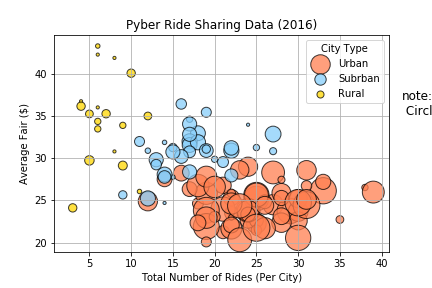 Pyber Ride Sharing Data (2016)
City Type
Urban
Subrban
Rural
note:
Circl
Average Fair ($)
40
35
30
25
20
5
10
15
20
25
30
35
40
Total Number of Rides (Per City)